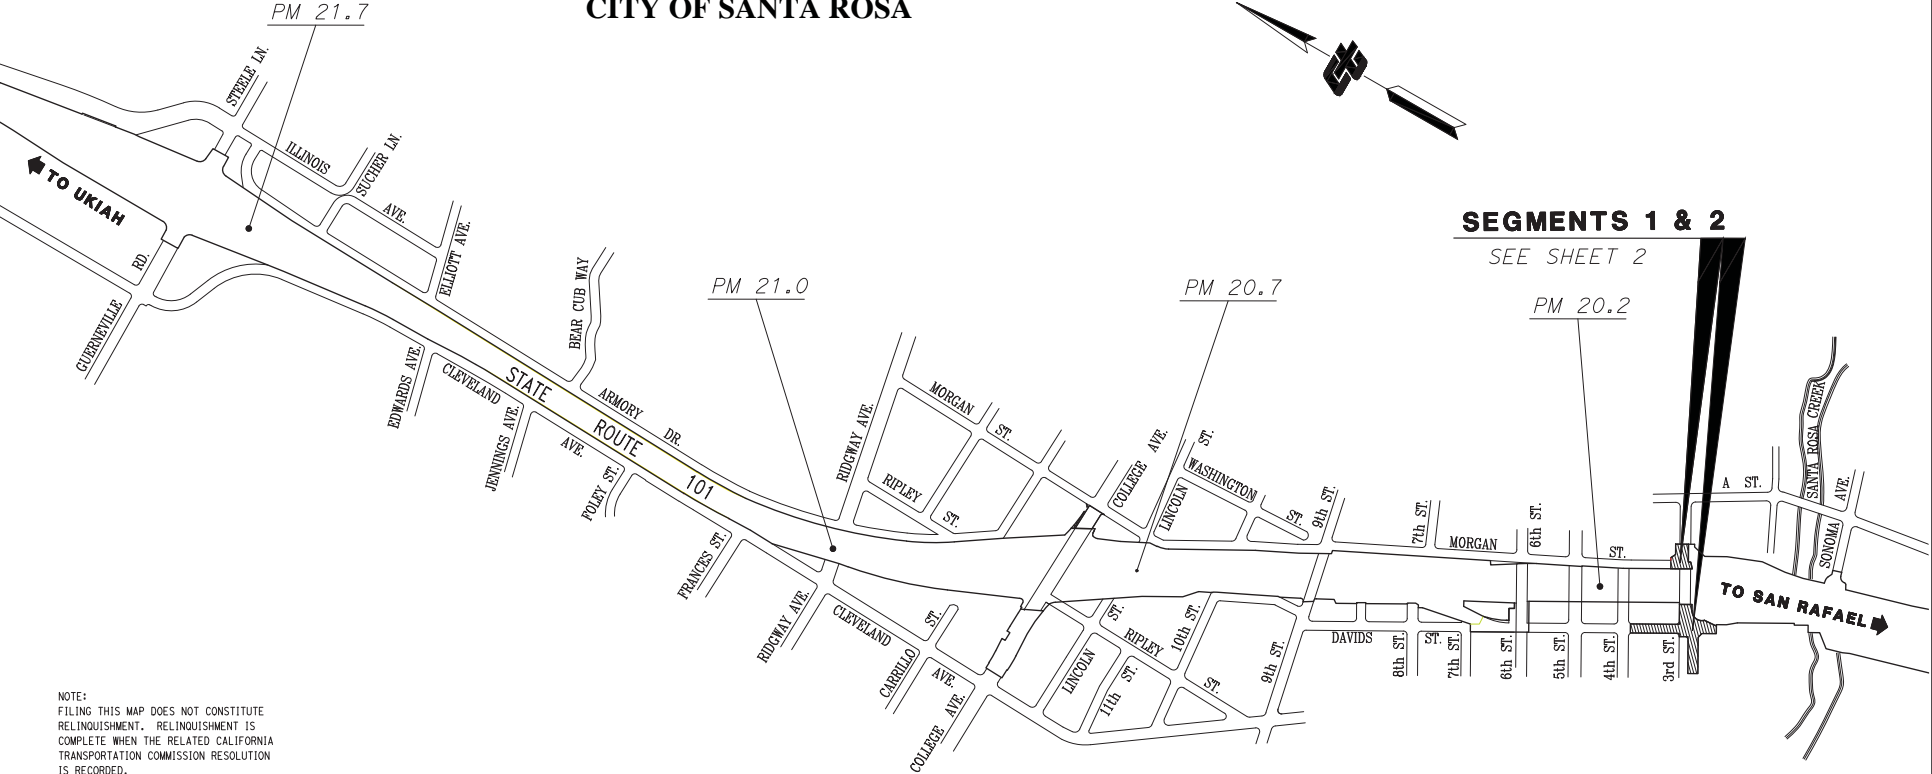 CITY OF SANTA ROSA
PM 21.7
STEELE LN.
ILLINOIS
AVE.
SUCHER LN.
TO UKIAH
RD.
GUERNEVILLE
ELLIOTT AVE.
BEAR CUB WAY
SEGMENTS 1 & 2
SEE SHEET 2
PM 21.0
PM 20.7
PM 20.2
EDWARDS AVE.
CLEVELAND
AVE.
STATE
ROUTE
101
ARMORY
DR.
JENNINGS AVE.
FOLEY ST.
FRANCES ST.
RIDGWAY AVE.
MORGAN
ST.
RIPLEY
ST.
COLLEGE AVE.
LINCOLN
ST.
WASHINGTON
ST.
9th ST.
7th ST.
MORGAN
6th ST.
ST.
A ST.
SANTA ROSA CREEK
SONOMA
AVE.
TO SAN RAFAEL
RIDGWAY AVE.
CLEVELAND
AVE.
CARRILLO
ST.
COLLEGE AVE.
LINCOLN
ST.
RIPLEY
ST.
11th ST.
10th ST.
9th ST.
DAVIDS
ST.
8th ST.
7th ST.
6th ST.
5th ST.
4th ST.
3rd ST.
NOTE:
FILING THIS MAP DOES NOT CONSTITUTE
RELINQUISHMENT. RELINQUISHMENT IS
COMPLETE WHEN THE RELATED CALIFORNIA
TRANSPORTATION COMMISSION RESOLUTION
IS RECORDED.